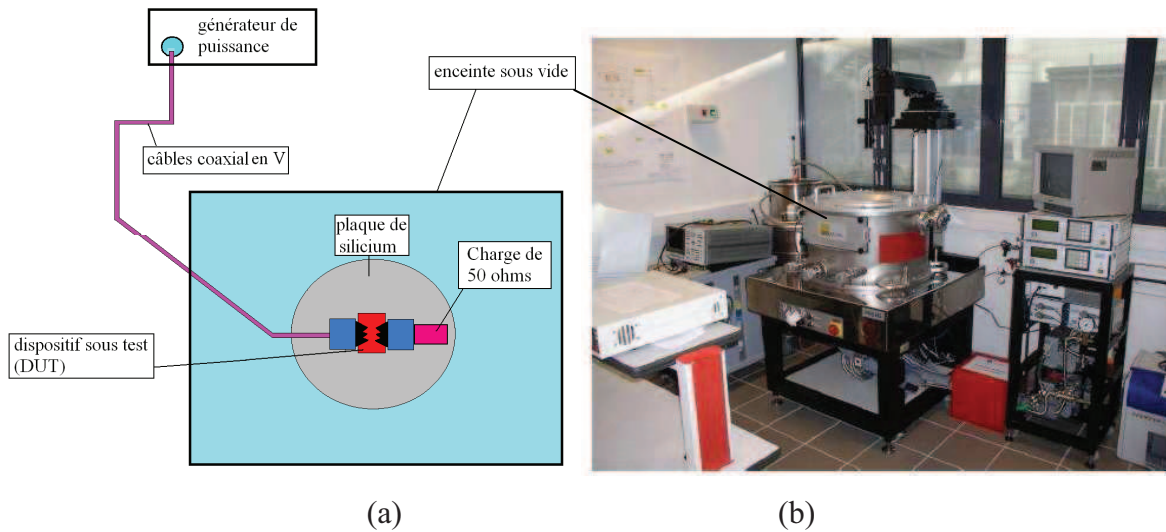 générateur de
puissance
enceinte sous vide
câbles coaxial en V
plaque de
silicium
Charge de
50 ohms
dispositif sous test
(DUT)
(a)
(b)